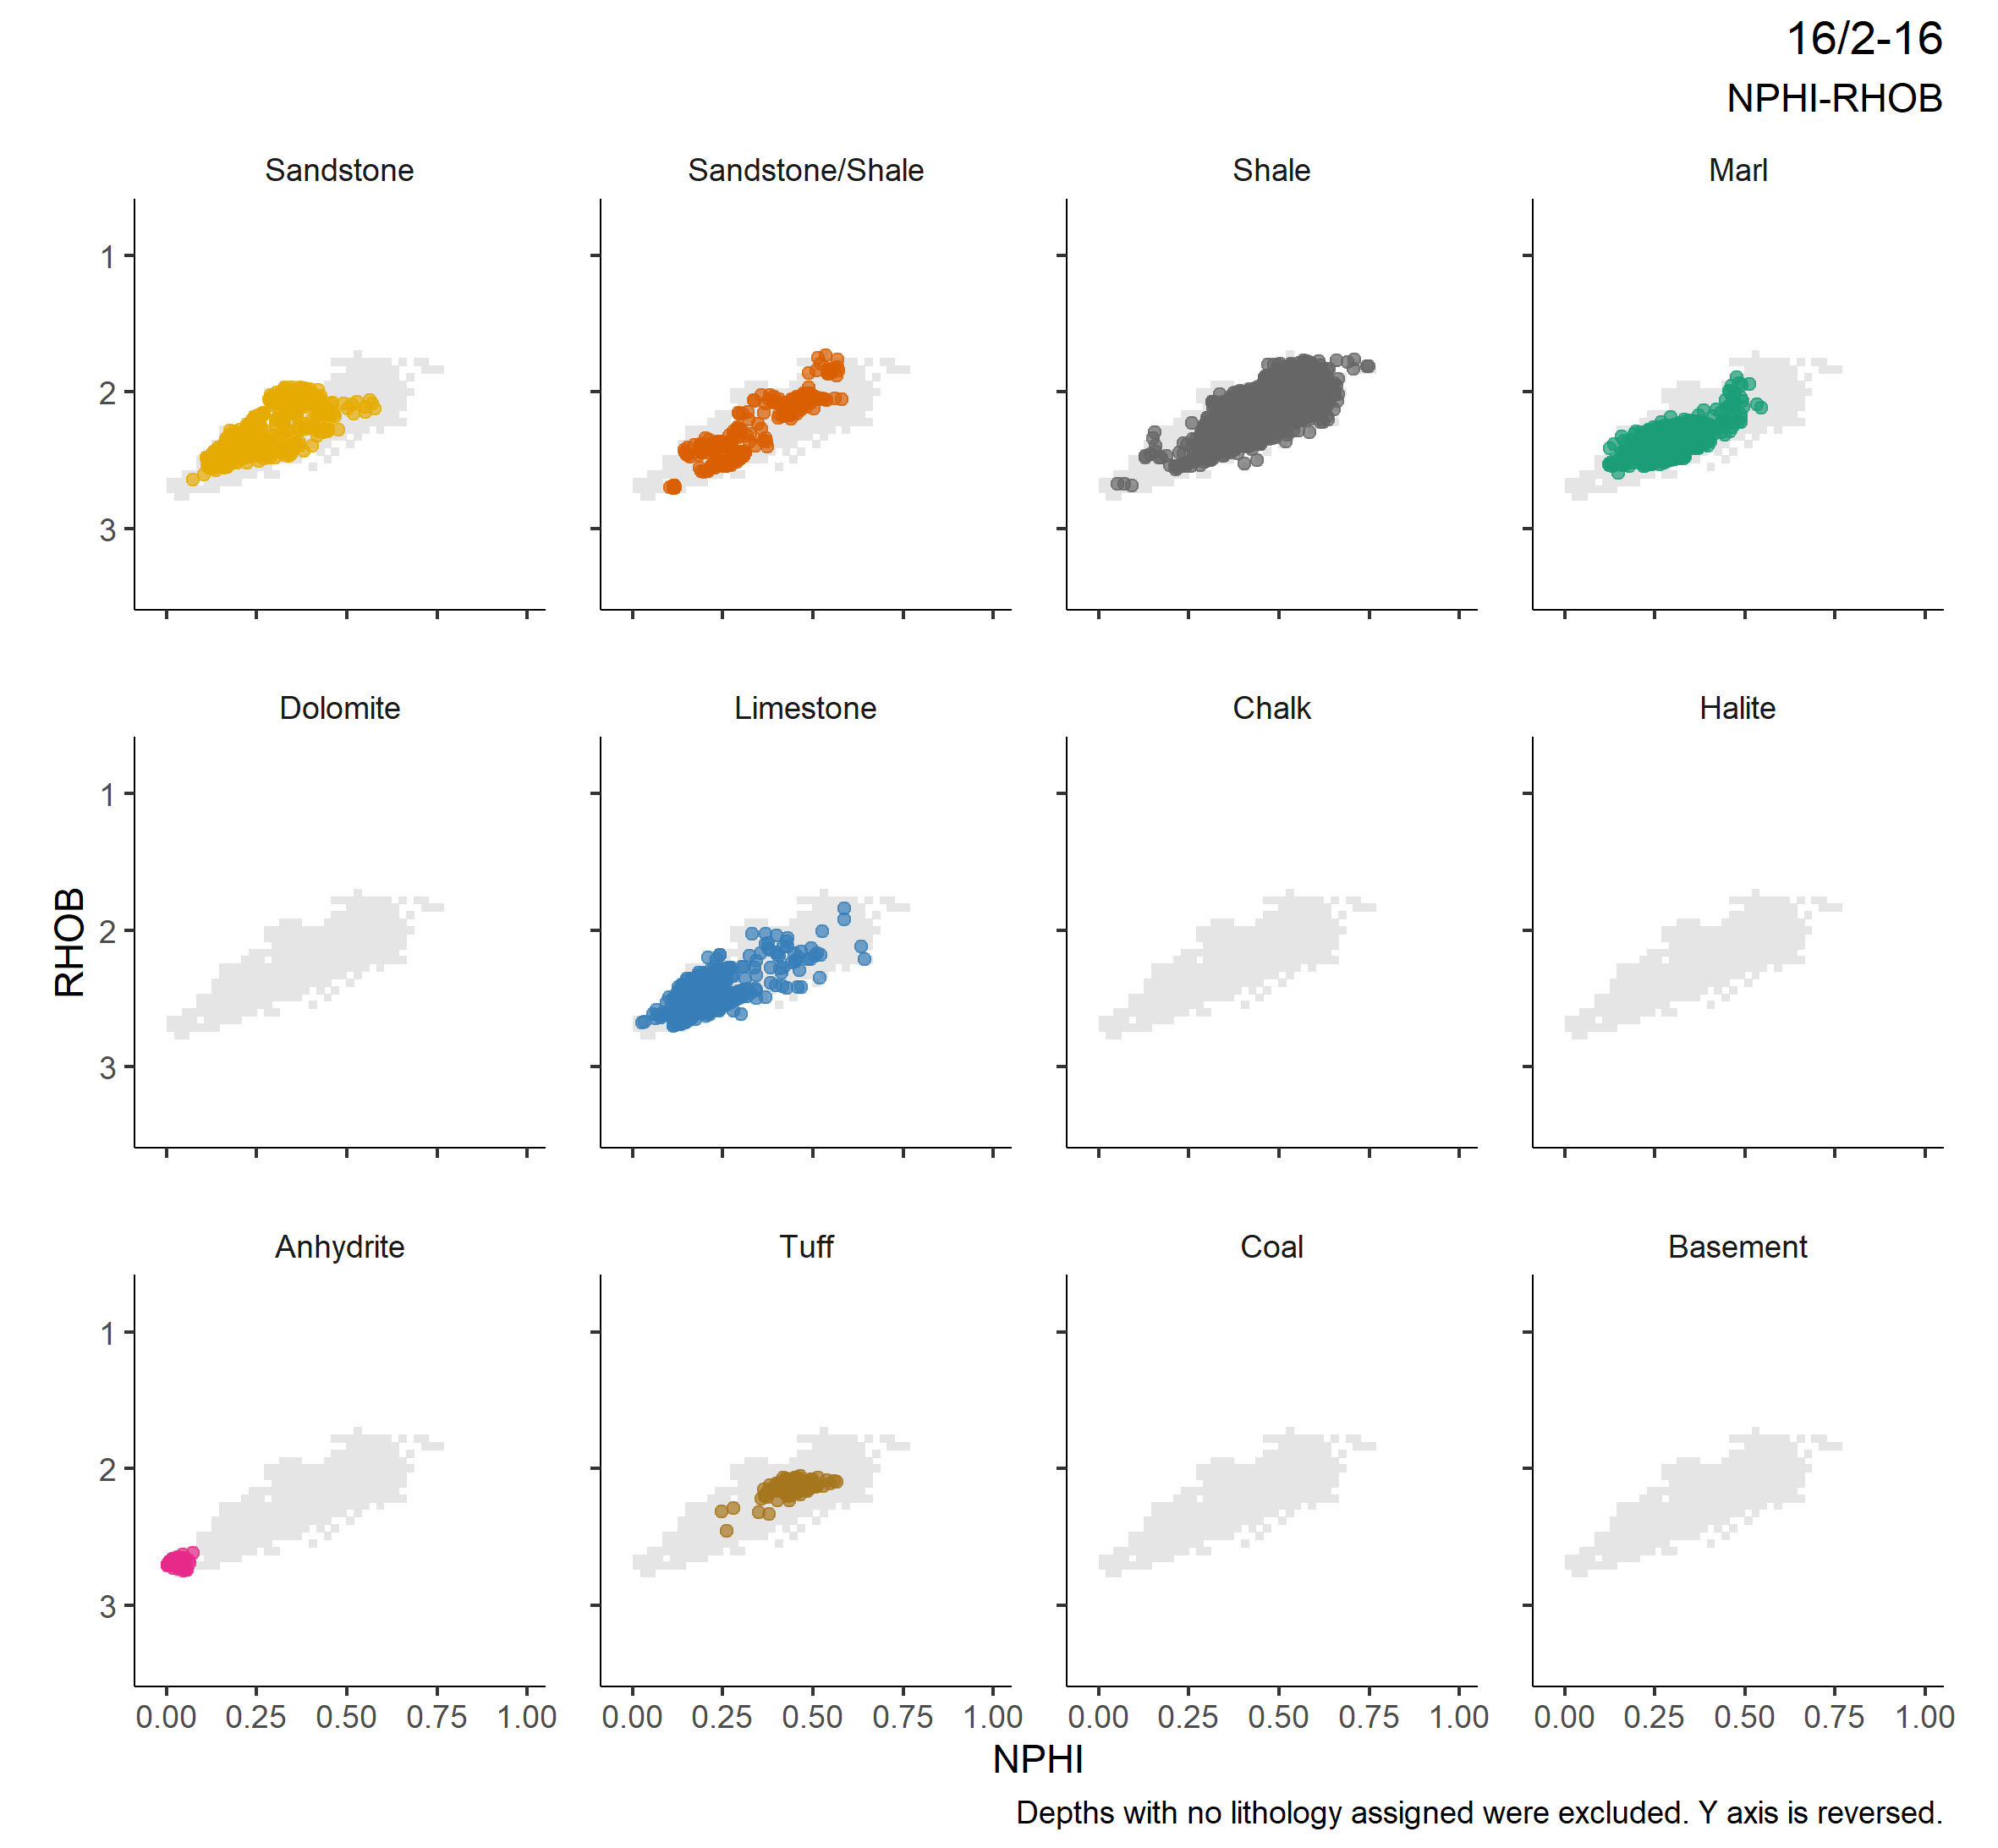 16/2-16
NPHI-RHOB
Sandstone
Sandstone/Shale
Shale
Marl
1
2
3
Dolomite
Limestone
Chalk
Halite
RHOB
1
2
3
Anhydrite
Tuff
Coal
Basement
1
2
3
0.00 0.25 0.50 0.75 1.00
0.00 0.25 0.50 0.75 1.00
0.00 0.25 0.50 0.75 1.00
0.00 0.25 0.50 0.75 1.00
NPHI
Depths with no lithology assigned were excluded. Y axis is reversed.